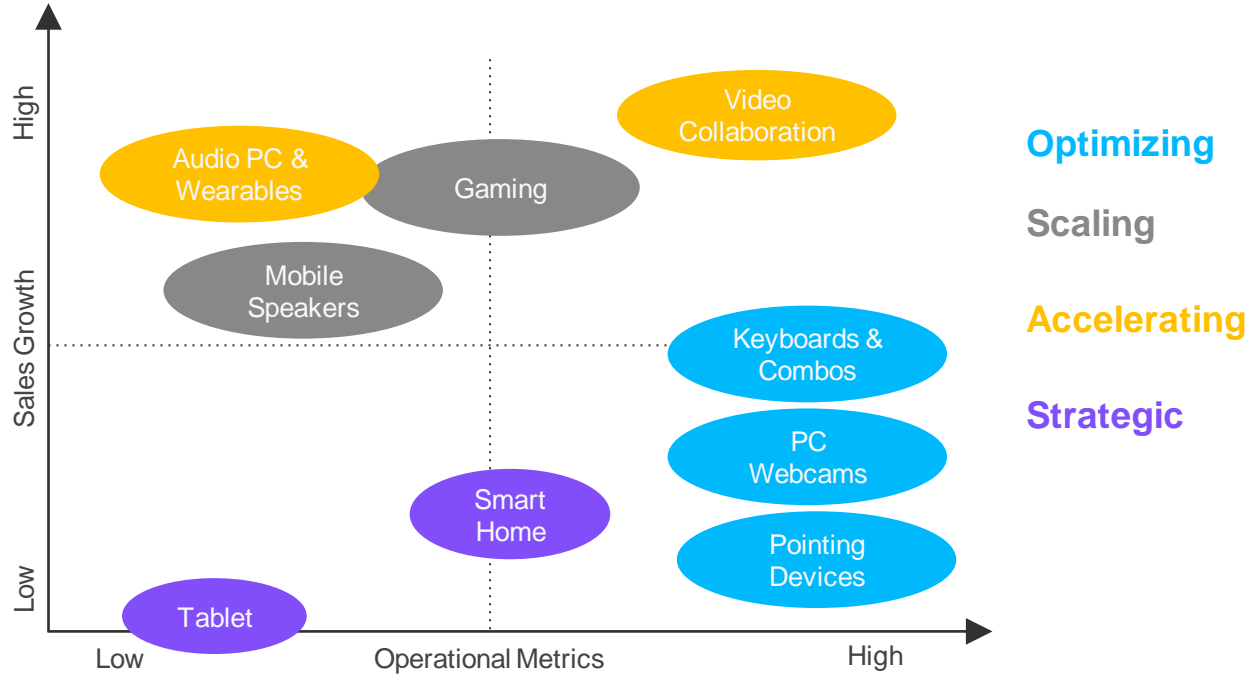 High
Sales Growth
Low
Video
Collaboration
Audio PC &
Wearables
Gaming
Mobile
Speakers
Keyboards &
Combos
PC
Webcams
Smart
Home
Pointing
Devices
Tablet
Low
Operational Metrics
High
Optimizing
Scaling
Accelerating
Strategic